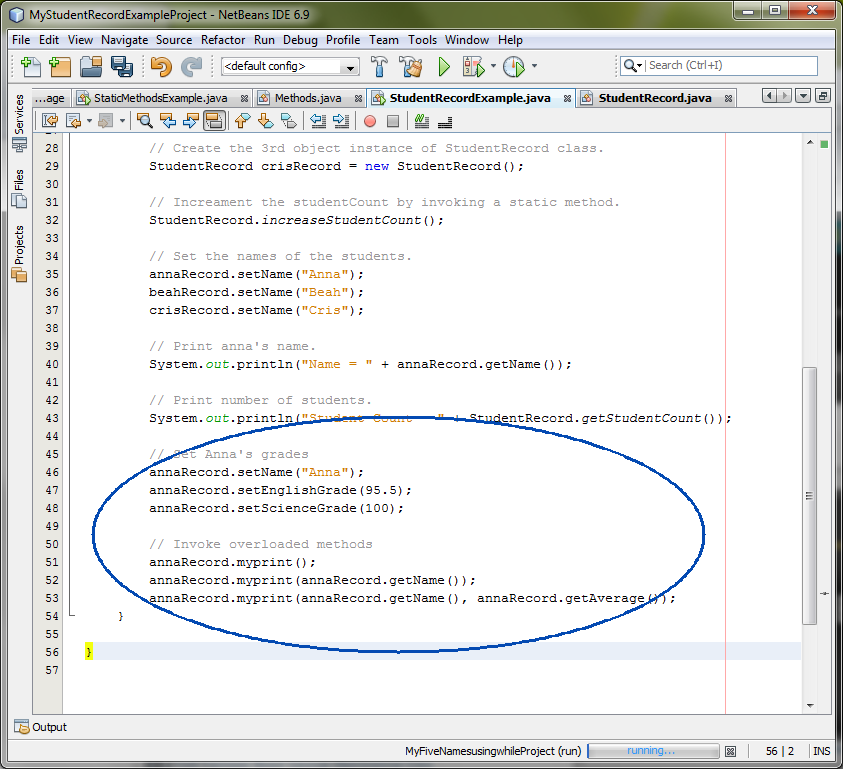 MyStudentRecordExampleProject - NetBeans IDE 6.9
File Edit View Navigate Source Refactor Run Debug Profile Team Tools Window Help
<default config> Search (Ctrl+I)
...age StaticMethodsExample.java Methods.java StudentRecordExample.java StudentRecord.java
Services
Files
Projects
28 // Create the 3rd object instance of StudentRecord class.
29 StudentRecord crisRecord = new StudentRecord();
30
31 // Increament the studentCount by invoking a static method.
32 StudentRecord.increaseStudentCount();
33
34 // Set the names of the students.
35 annaRecord.setName("Anna");
36 beahRecord.setName("Beah");
37 crisRecord.setName("Cris");
38
39 // Print anna's name.
40 System.out.println("Name = " + annaRecord.getName());
41
42 // Print number of students.
43 System.out.println("Student Count = " + StudentRecord.getStudentCount());
44
45 // Set Anna's grades
46 annaRecord.setName("Anna");
47 annaRecord.setEnglishGrade(95.5);
48 annaRecord.setScienceGrade(100);
49
50 // Invoke overloaded methods
51 annaRecord.myprint();
52 annaRecord.myprint(annaRecord.getName());
53 annaRecord.myprint(annaRecord.getName(), annaRecord.getAverage());
54 }
55
56 }
57
Output
MyFiveNamesusingwhileProject (run) running... 56 | 2 INS